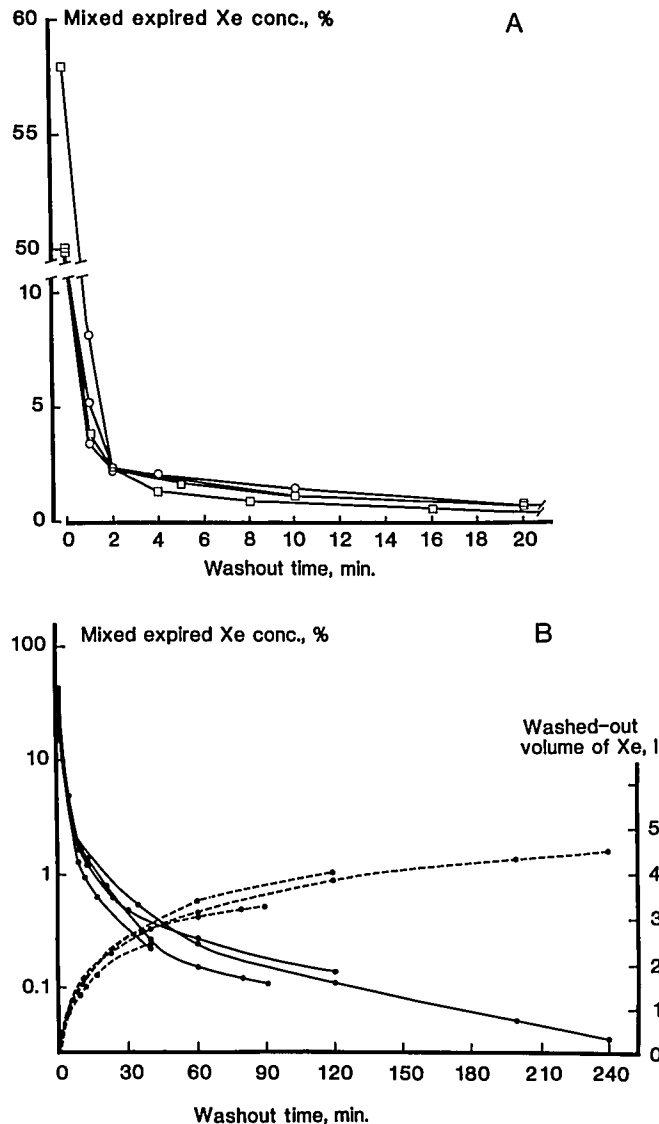 60
Mixed expired Xe conc., %
A
55
50
10
5
0
0 2 4 6 8 10 12 14 16 18 20
Washout time, min.
100
Mixed expired Xe conc., %
B
Washed-out
volume of Xe, l
10
1
0.1
5
4
3
2
1
0
0 30 60 90 120 150 180 210 240
Washout time, min.